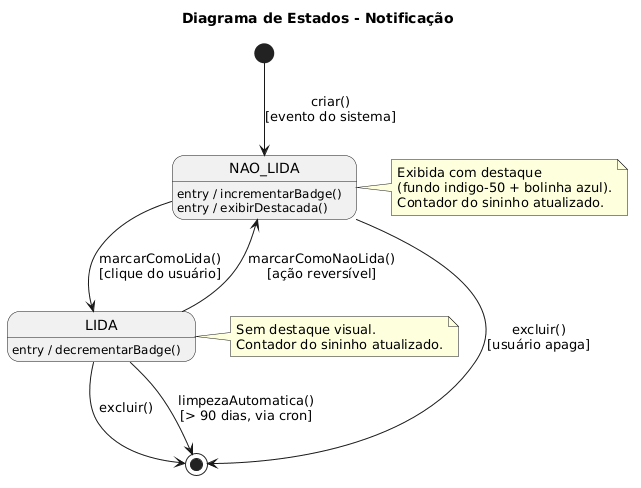 Diagrama de Estados - Notificação
criar()
[evento do sistema]
NAO_LIDA
entry / incrementarBadge()
entry / exibirDestacada()
Exibida com destaque
(fundo indigo-50 + bolinha azul).
Contador do sininho atualizado.
marcarComoLida()
[clique do usuário]
marcarComoNaoLida()
[ação reversível]
LIDA
entry / decrementarBadge()
Sem destaque visual.
Contador do sininho atualizado.
excluir()
[usuário apaga]
excluir()
limpezaAutomatica()
[> 90 dias, via cron]